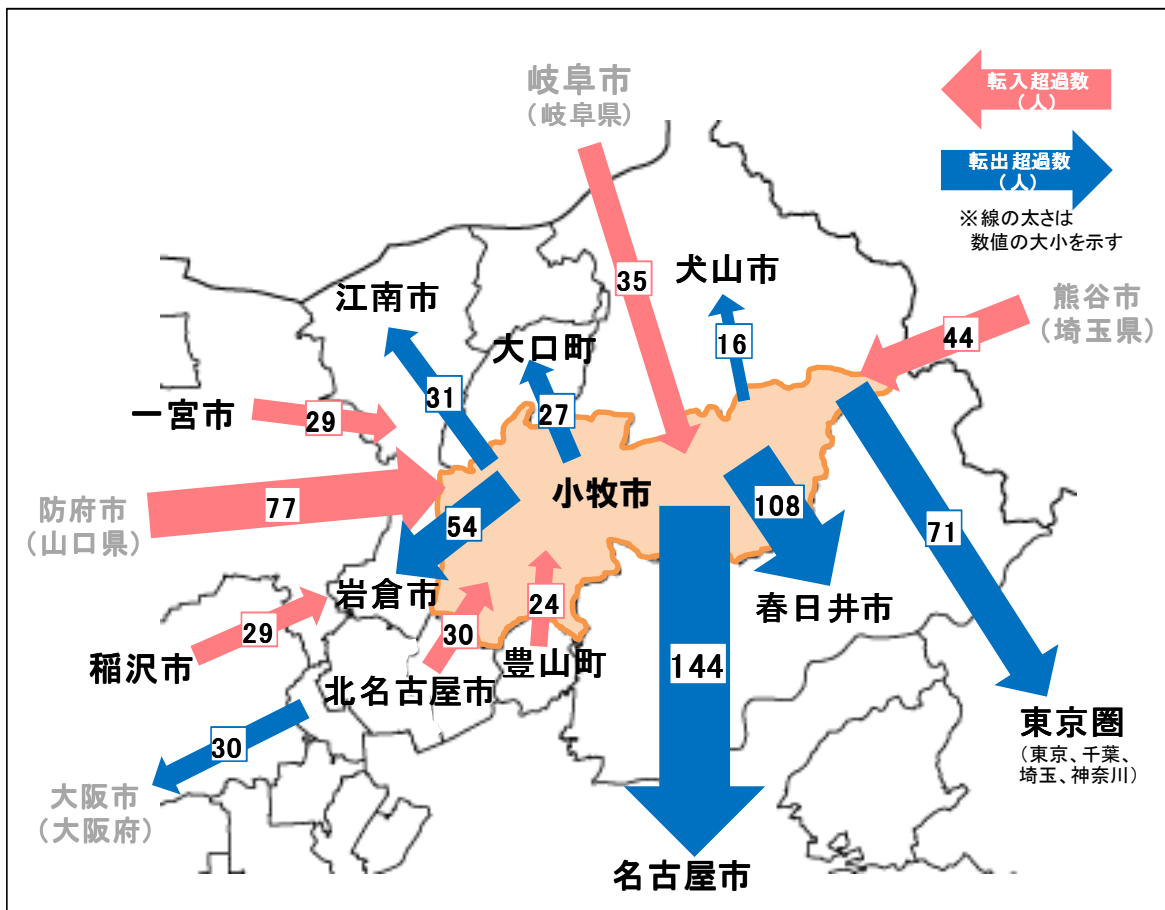 岐阜市
(岐阜県)
転入超過数
(人)
転出超過数
(人)
※線の太さは
数値の大小を示す
犬山市
35
江南市
熊谷市
(埼玉県)
16
44
大口町
31
27
一宮市
29
小牧市
防府市
(山口県)
77
108
54
71
岩倉市
24
春日井市
29
30
稲沢市
豊山町
144
北名古屋市
東京圏
(東京、千葉、
埼玉、神奈川)
30
大阪市
(大阪府)
名古屋市